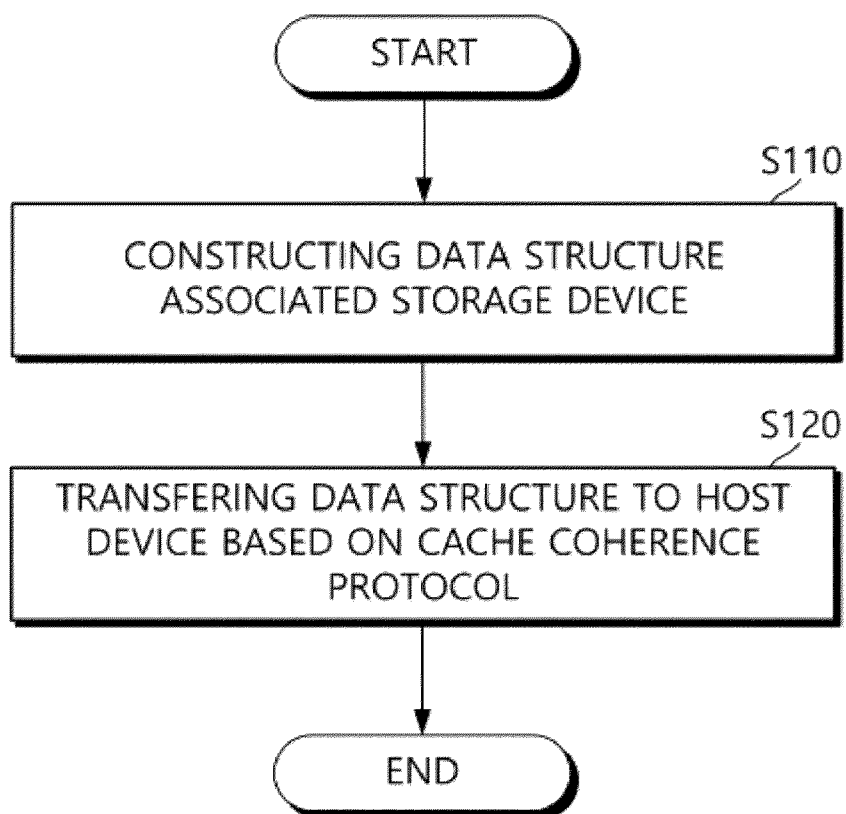 START
S110
CONSTRUCTING DATA STRUCTURE
ASSOCIATED STORAGE DEVICE
S120
TRANSFERING DATA STRUCTURE TO HOST
DEVICE BASED ON CACHE COHERENCE
PROTOCOL
END